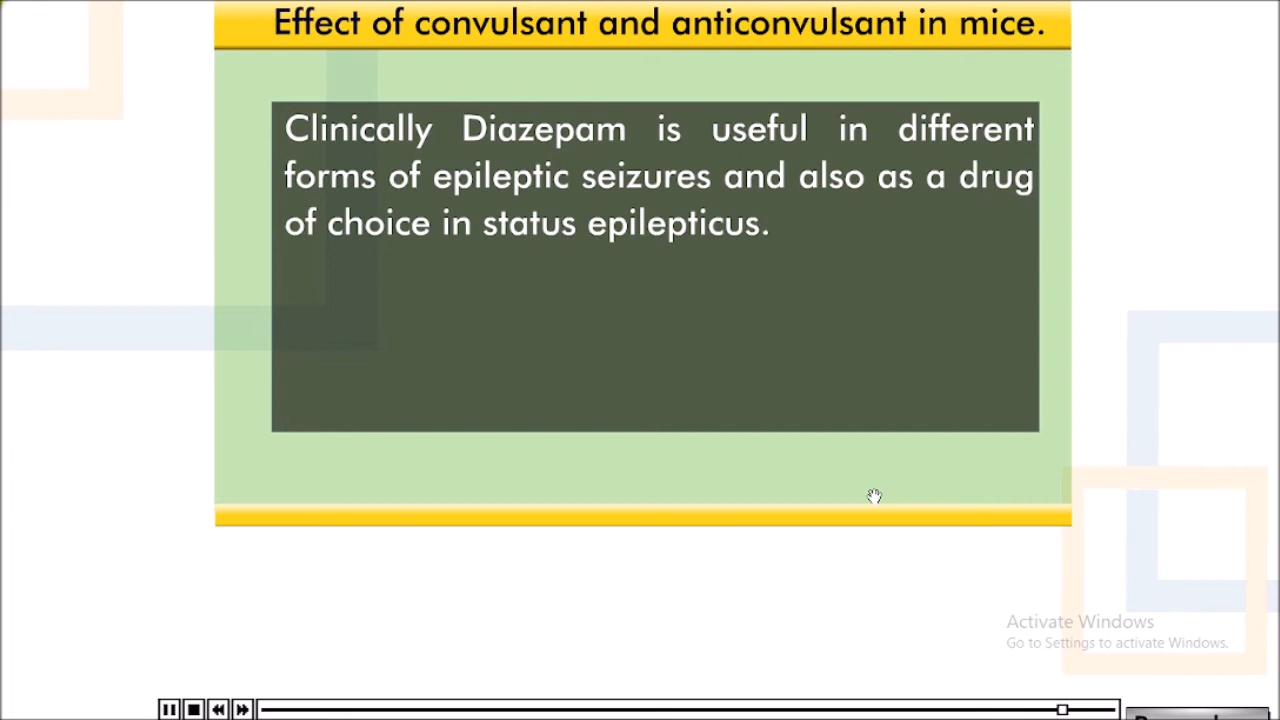 Effect of convulsant and anticonvulsant in mice.
Clinically Diazepam is useful in different
forms of epileptic seizures and also as a drug
of choice in status epilepticus.
Activate Windows
Go to Settings to activate Windows.